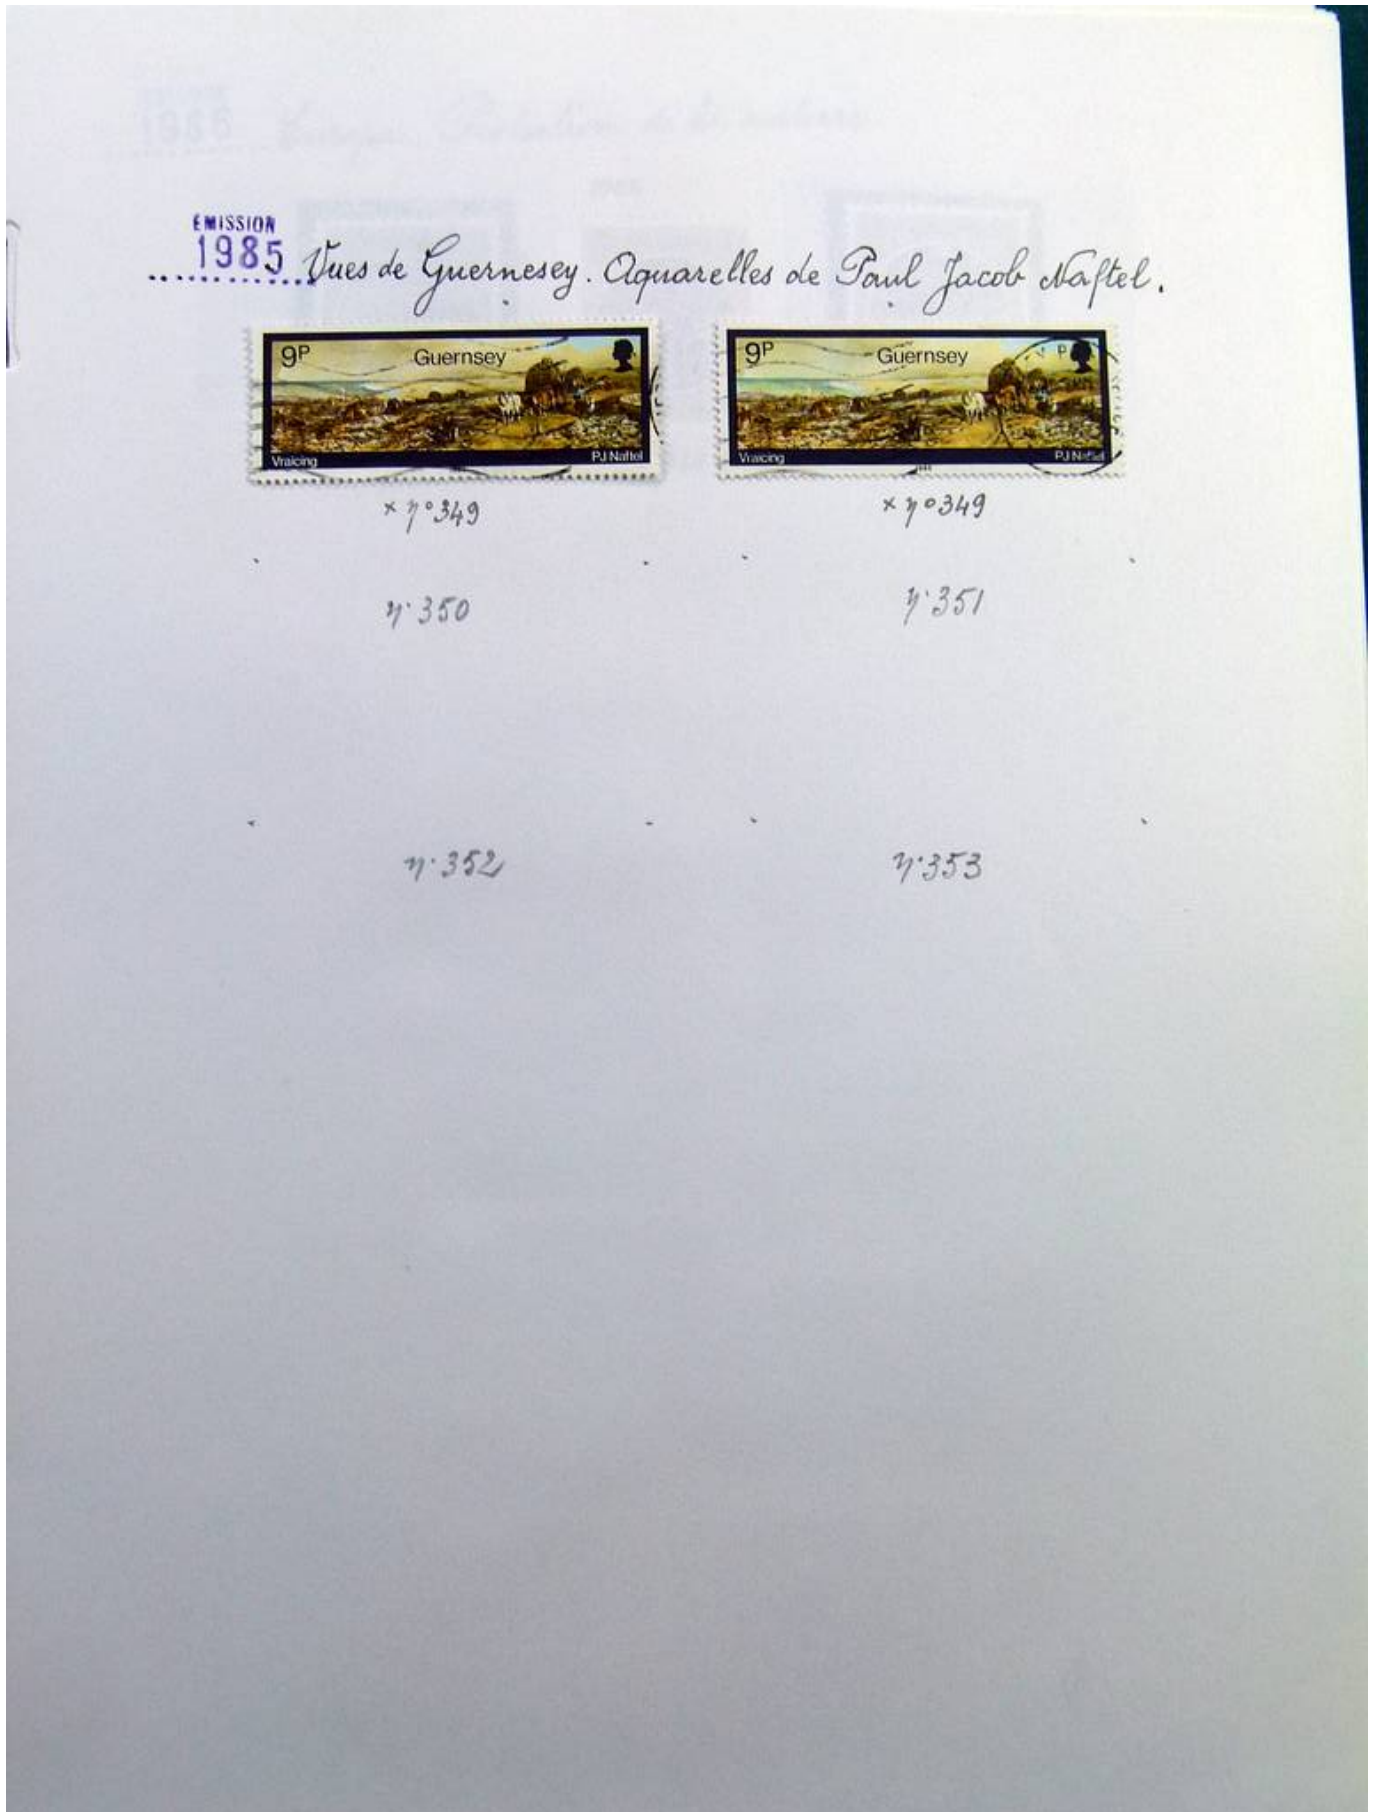 EMISSION
1985 Vues de Guernesey. Aquarelles de Paul Jacob Naftel.
9P Guernsey
Vraicing PJ Naftel
9P Guernsey
Vraicing PJ Naftel
x n°349 x n°349
n°350 n°351
n°352 n°353